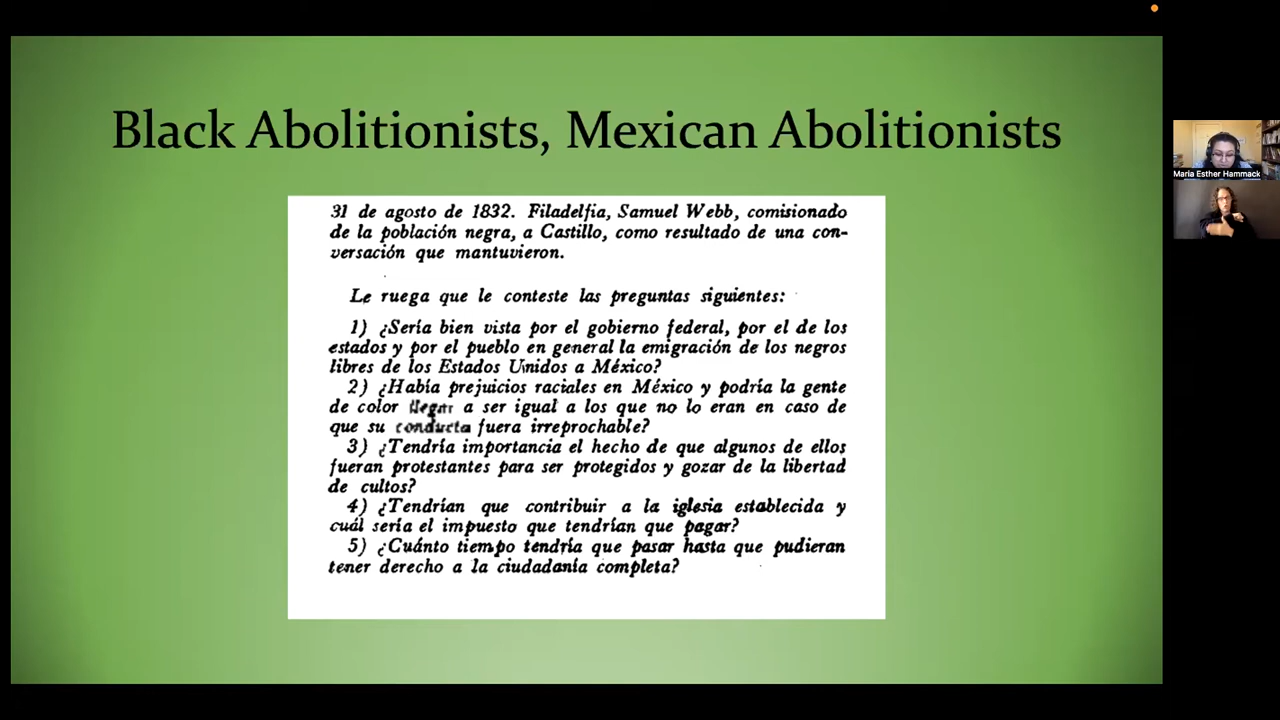 Black Abolitionists, Mexican Abolitionists
31 de agosto de 1832. Filadelfia, Samuel Webb, comisionado
de la población negra, a Castillo, como resultado de una con-
versación que mantuvieron.
Le ruega que le conteste las preguntas siguientes:
1) ¿Sería bien vista por el gobierno federal, por el de los
estados y por el pueblo en general la emigración de los negros
libres de los Estados Unidos a México?
2) ¿Había prejuicios raciales en México y podría la gente
de color llegar a ser igual a los que no lo eran en caso de
que su conducta fuera irreprochable?
3) ¿Tendría importancia el hecho de que algunos de ellos
fueran protestantes para ser protegidos y gozar de la libertad
de cultos?
4) ¿Tendrían que contribuir a la iglesia establecida y
cuál sería el impuesto que tendrían que pagar?
5) ¿Cuánto tiempo tendría que pasar hasta que pudieran
tener derecho a la ciudadanía completa?
Maria Esther Hammack